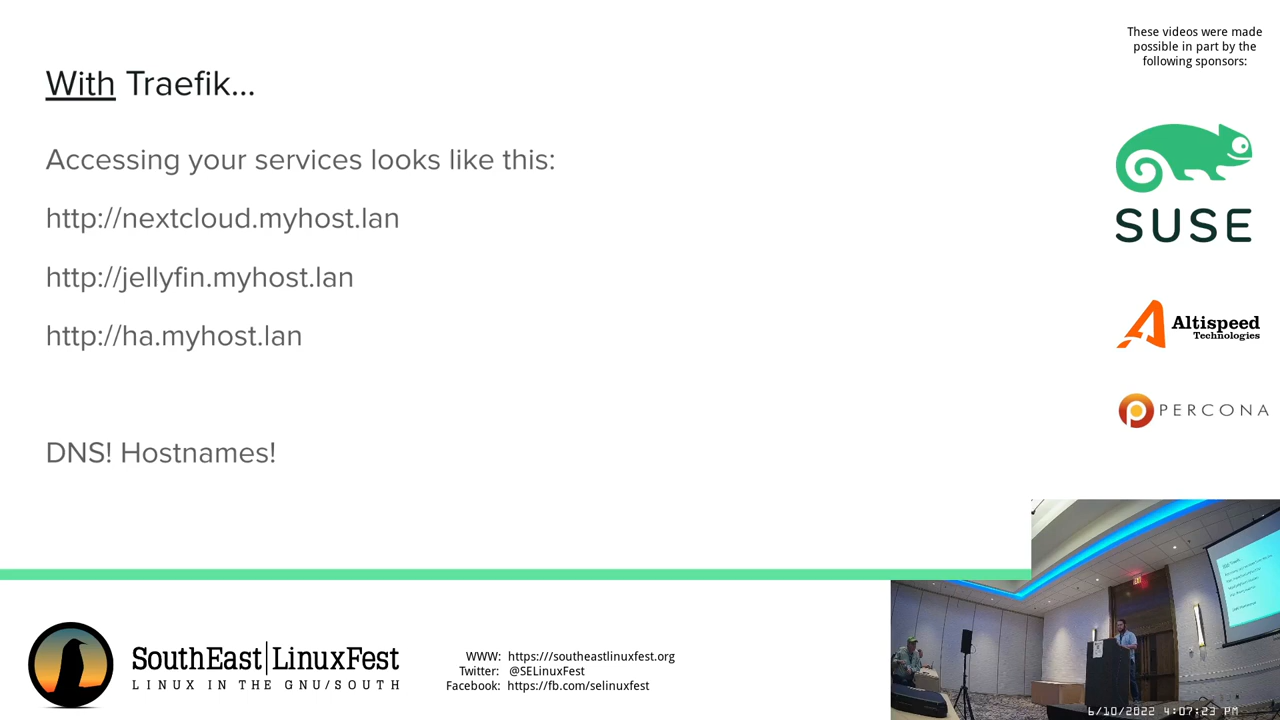 With Traefik...
Accessing your services looks like this:
http://nextcloud.myhost.lan
http://jellyfin.myhost.lan
http://ha.myhost.lan
DNS! Hostnames!
These videos were made
possible in part by the
following sponsors:
SUSE
Altispeed
Technologies
PERCONA
SouthEast|LinuxFest
LINUX IN THE GNU/SOUTH
WWW: https:///southeastlinuxfest.org
Twitter: @SELinuxFest
Facebook: https://fb.com/selinuxfest
6/10/2022 4:07:23 PM